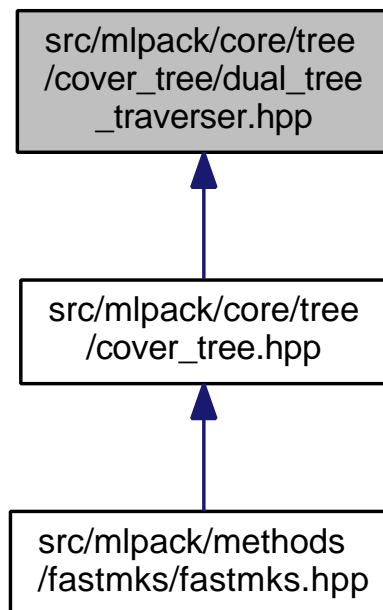 src/mlpack/core/tree
/cover_tree/dual_tree
_traverser.hpp
src/mlpack/core/tree
/cover_tree.hpp
src/mlpack/methods
/fastmks/fastmks.hpp